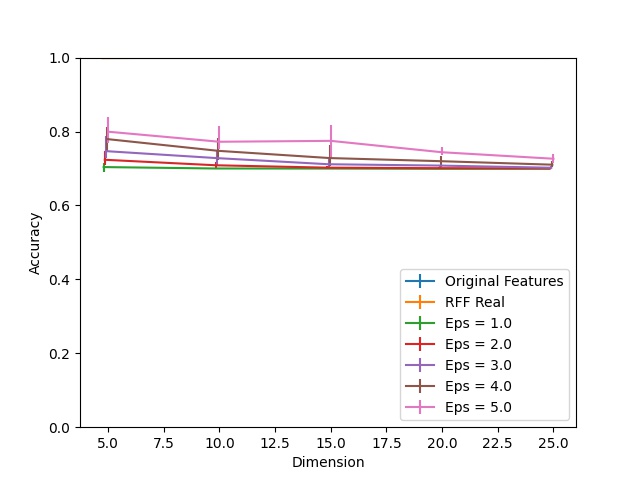 1.0
0.8
0.6
0.4
0.2
0.0
Accuracy
Original Features
RFF Real
Eps = 1.0
Eps = 2.0
Eps = 3.0
Eps = 4.0
Eps = 5.0
5.0 7.5 10.0 12.5 15.0 17.5 20.0 22.5 25.0
Dimension